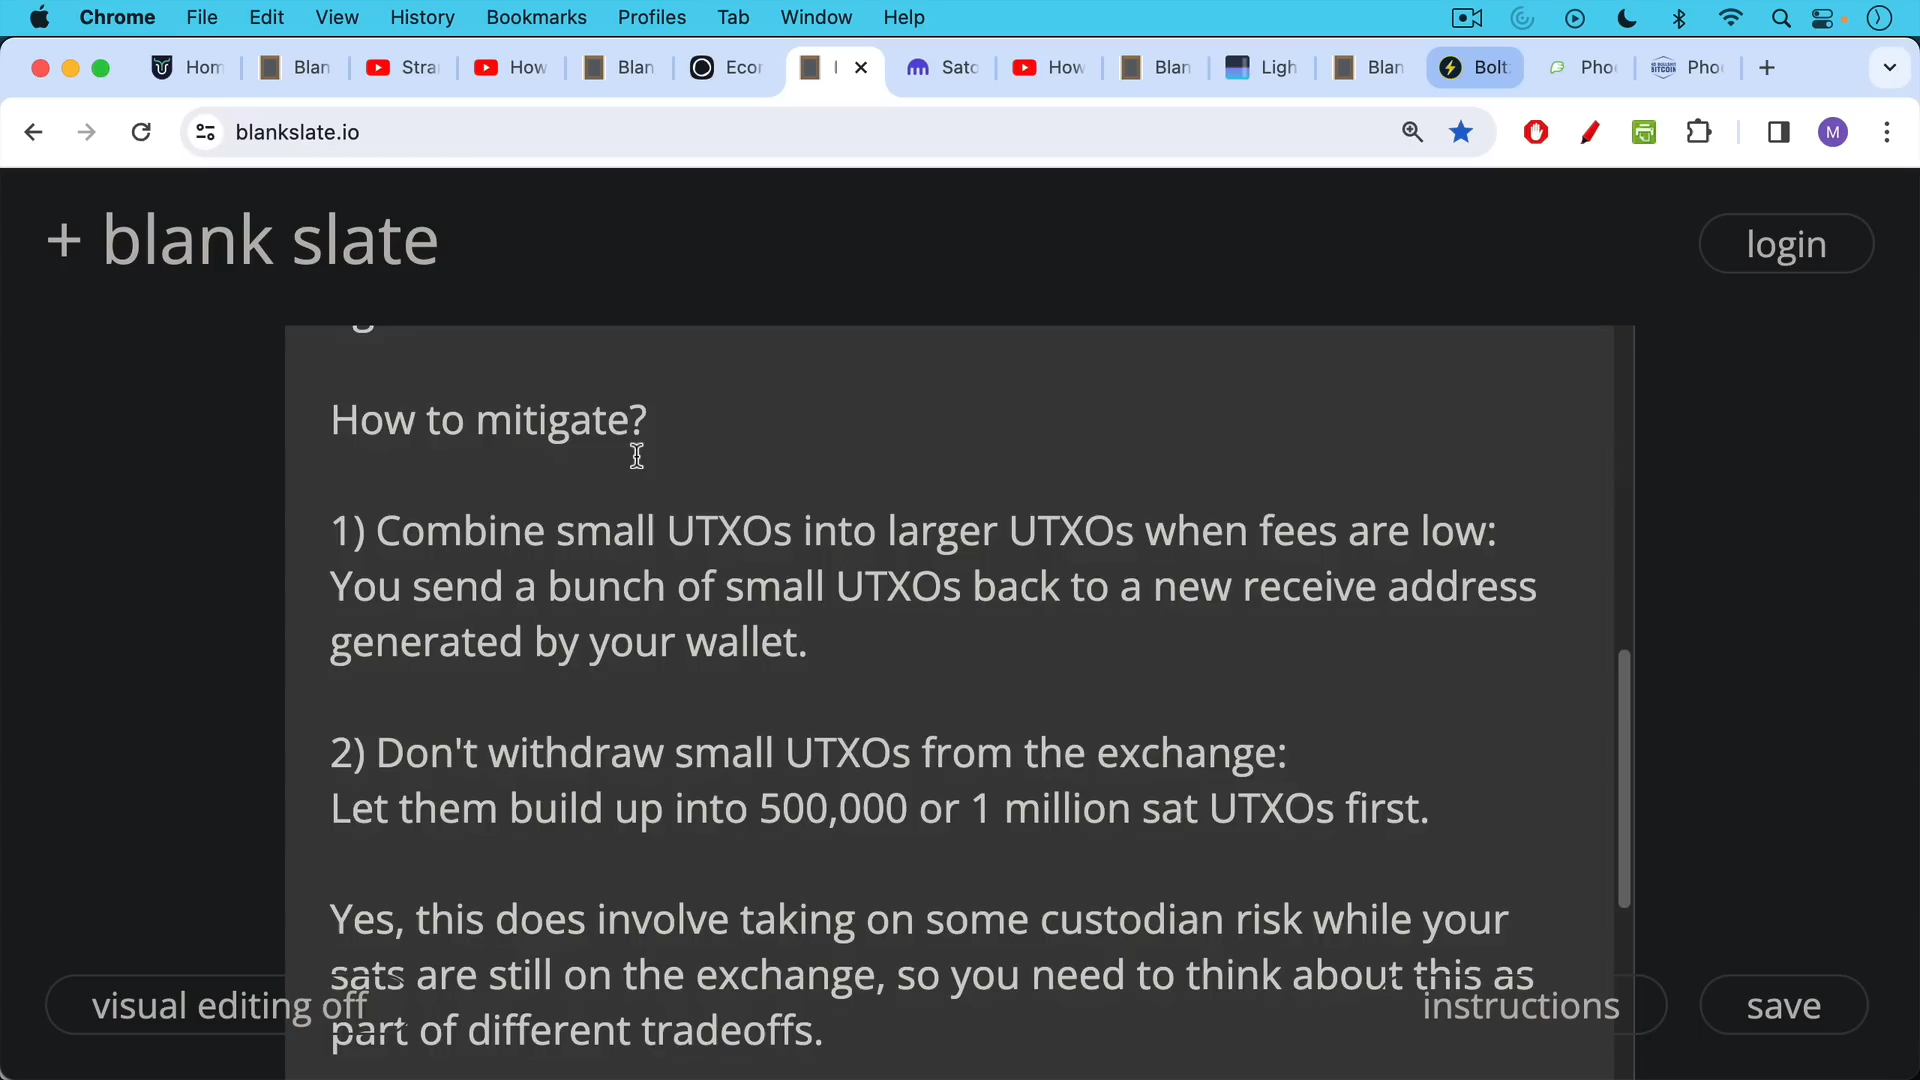 Chrome File Edit View History Bookmarks Profiles Tab Window Help
Hom Blan Stra How Blan Ecor Sato How Blan Ligh Blan Bolt Pho Pho
blankslate.io
M
+ blank slate
login
How to mitigate?
1) Combine small UTXOs into larger UTXOs when fees are low:
You send a bunch of small UTXOs back to a new receive address
generated by your wallet.
2) Don't withdraw small UTXOs from the exchange:
Let them build up into 500,000 or 1 million sat UTXOs first.
Yes, this does involve taking on some custodian risk while your
sats are still on the exchange, so you need to think about this as
part of different tradeoffs.
visual editing off
instructions
save